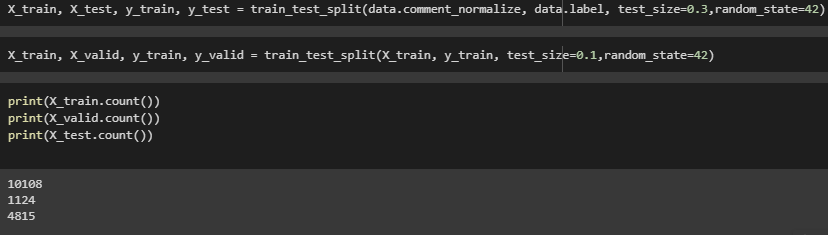 X_train, X_test, y_train, y_test = train_test_split(data.comment_normalize, data.label, test_size=0.3,random_state=42)
X_train, X_valid, y_train, y_valid = train_test_split(X_train, y_train, test_size=0.1,random_state=42)
print(X_train.count())
print(X_valid.count())
print(X_test.count())
10108
1124
4815